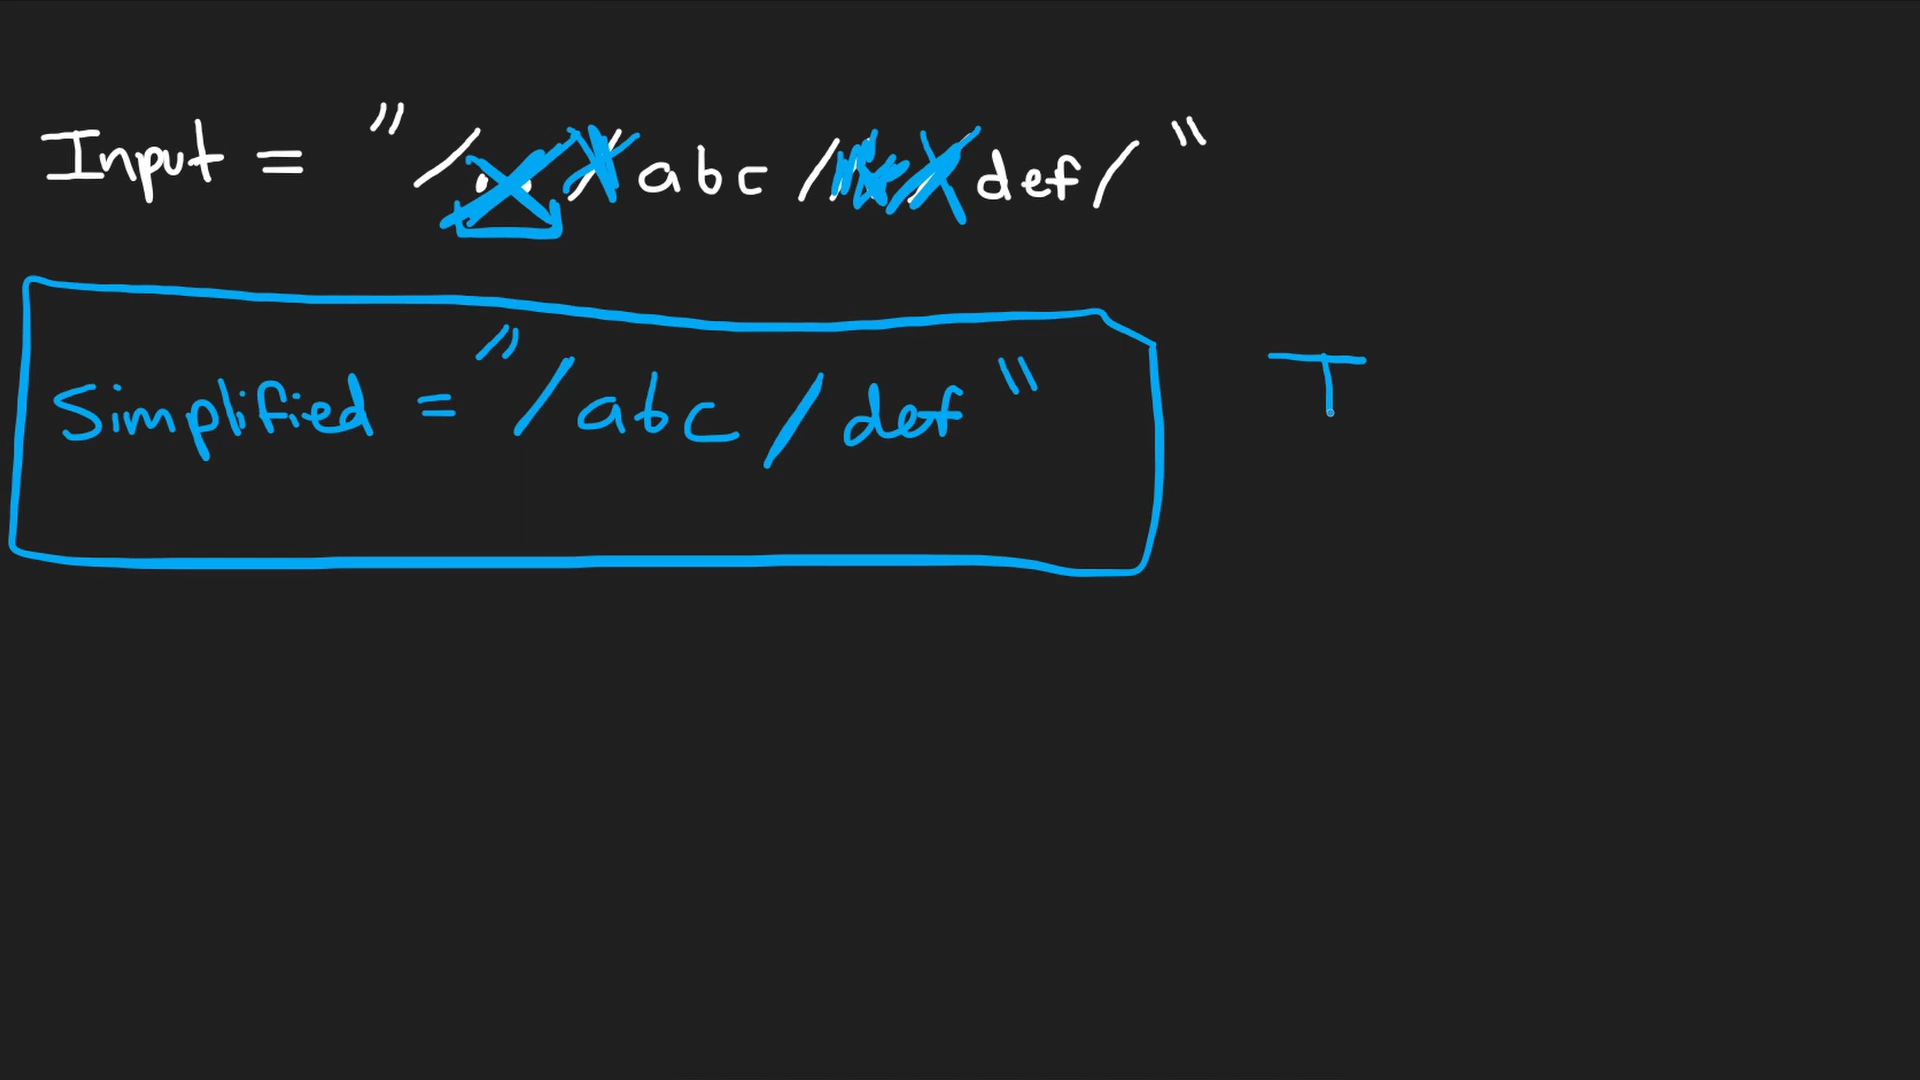 Input = "/../abc//./def/"
Simplified = "/abc/def"
T